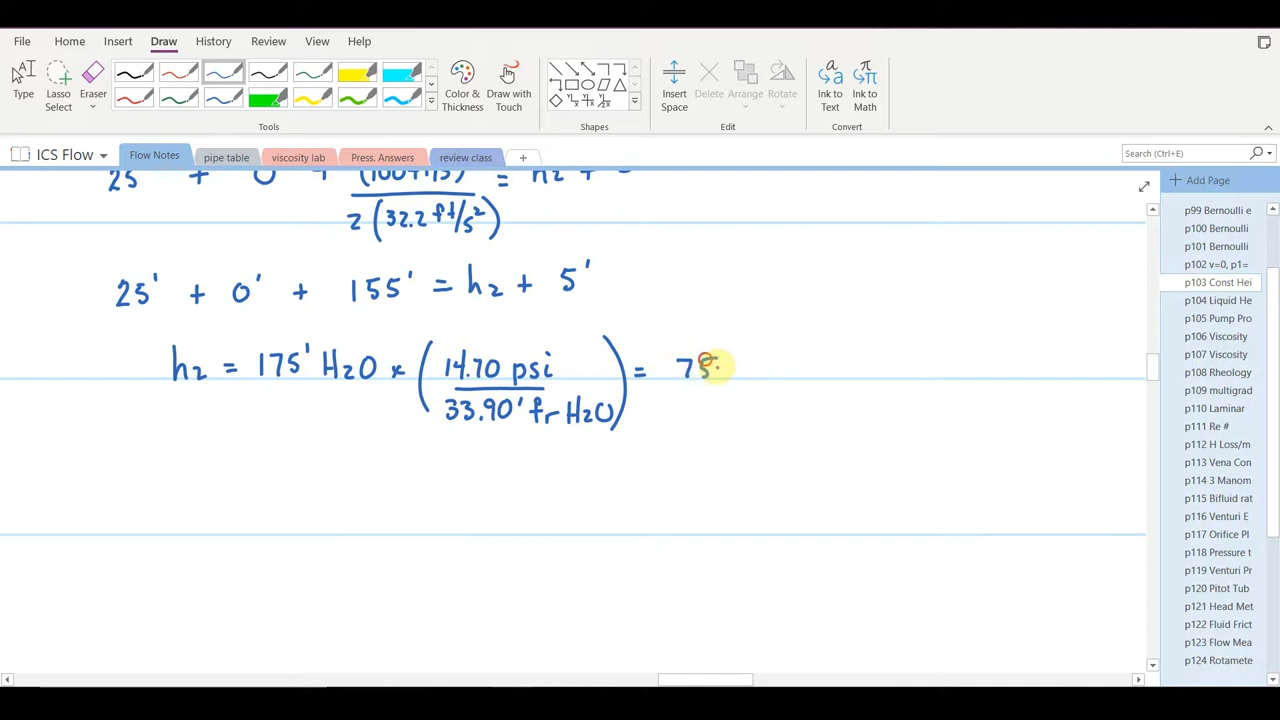 File Home Insert Draw History Review View Help
Type Lasso Select Eraser Color & Thickness Draw with Touch Insert Space Delete Arrange Rotate Ink to Text Ink to Math
Tools Shapes Edit Convert
ICS Flow Flow Notes pipe table viscosity lab Press. Answers review class + Search (Ctrl+E)
+ Add Page
p99 Bernoulli e
p100 Bernoulli
p101 Bernoulli
p102 v=0, p1=
p103 Const Hei
p104 Liquid He
p105 Pump Pro
p106 Viscosity
p107 Viscosity
p108 Rheology
p109 multigrad
p110 Laminar
p111 Re #
p112 H Loss/m
p113 Vena Con
p114 3 Manom
p115 Bifluid rat
p116 Venturi E
p117 Orifice Pl
p118 Pressure t
p119 Venturi Pr
p120 Pitot Tub
p121 Head Met
p122 Fluid Frict
p123 Flow Mea
p124 Rotamete
2 (32.2 ft/s²)
25' + 0' + 155' = h2 + 5'
h2 = 175' H2O × (14.70 psi / 33.90' fr H2O) = 75